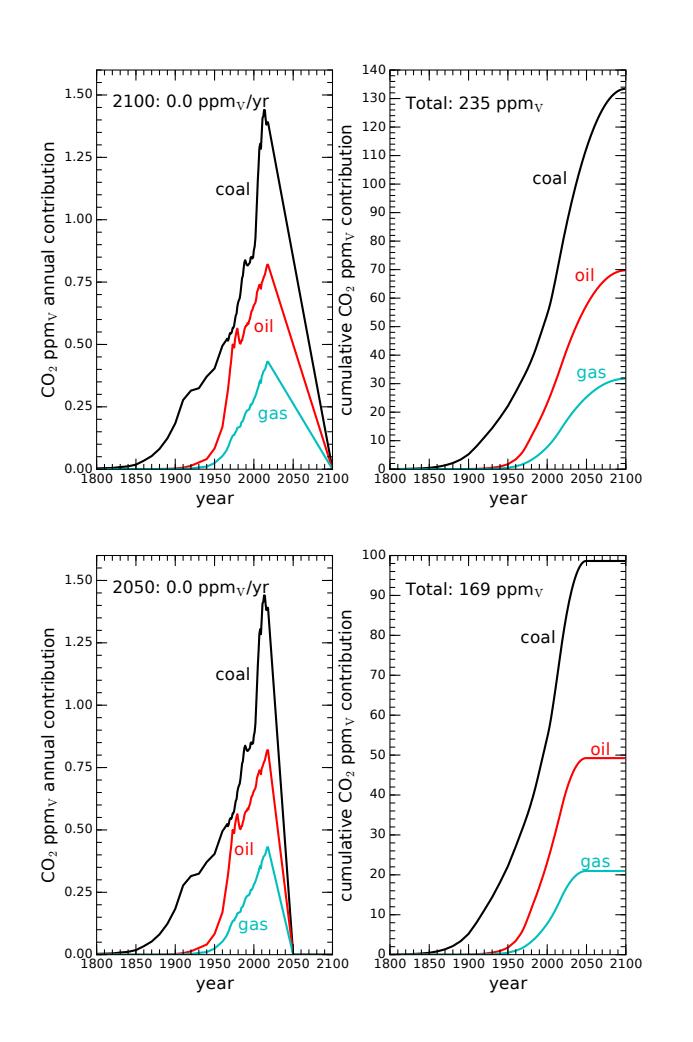 2100: 0.0 ppmV/yr
coal
oil
gas
CO2 ppmV annual contribution
1.50
1.25
1.00
0.75
0.50
0.25
0.00
1800 1850 1900 1950 2000 2050 2100
year
Total: 235 ppmV
coal
oil
gas
cumulative CO2 ppmV contribution
140
130
120
110
100
90
80
70
60
50
40
30
20
10
0
1800 1850 1900 1950 2000 2050 2100
year
2050: 0.0 ppmV/yr
coal
oil
gas
CO2 ppmV annual contribution
1.50
1.25
1.00
0.75
0.50
0.25
0.00
1800 1850 1900 1950 2000 2050 2100
year
Total: 169 ppmV
coal
oil
gas
cumulative CO2 ppmV contribution
100
90
80
70
60
50
40
30
20
10
0
1800 1850 1900 1950 2000 2050 2100
year